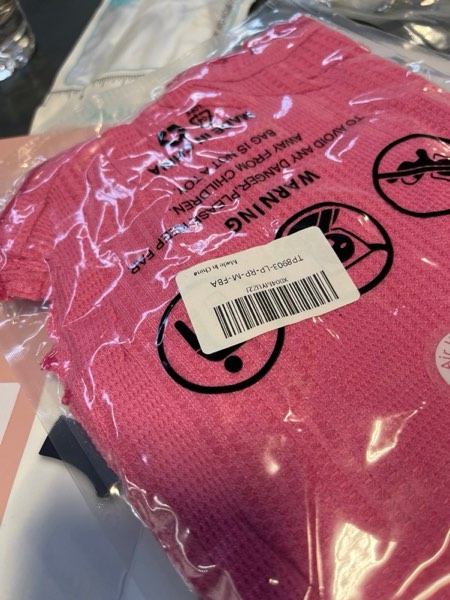 WARNING
TO AVOID ANY DANGER, PLEASE KEEP FAR
AWAY FROM CHILDREN
BAG IS NOT A TOY
MADE IN CHINA
TP8903-LP-RP-M-FBA
Made in China